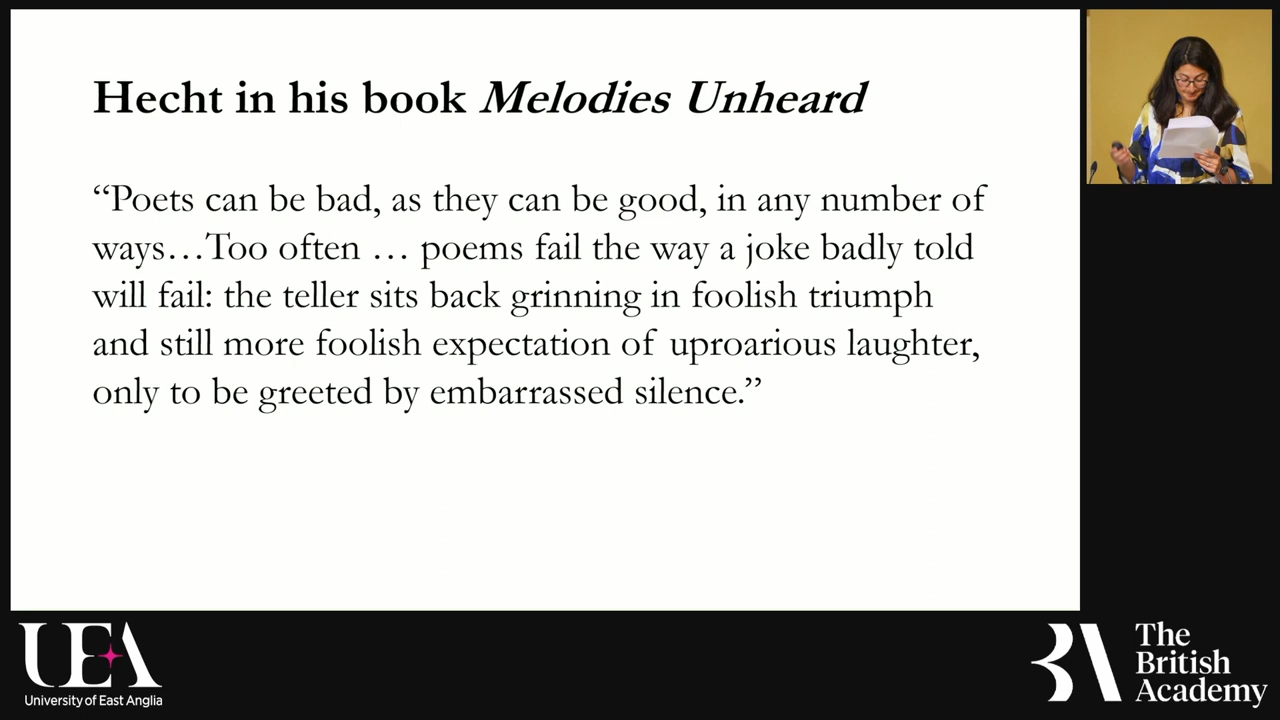 Hecht in his book Melodies Unheard
“Poets can be bad, as they can be good, in any number of
ways…Too often … poems fail the way a joke badly told
will fail: the teller sits back grinning in foolish triumph
and still more foolish expectation of uproarious laughter,
only to be greeted by embarrassed silence.”
UEA
University of East Anglia
BA
The
British
Academy